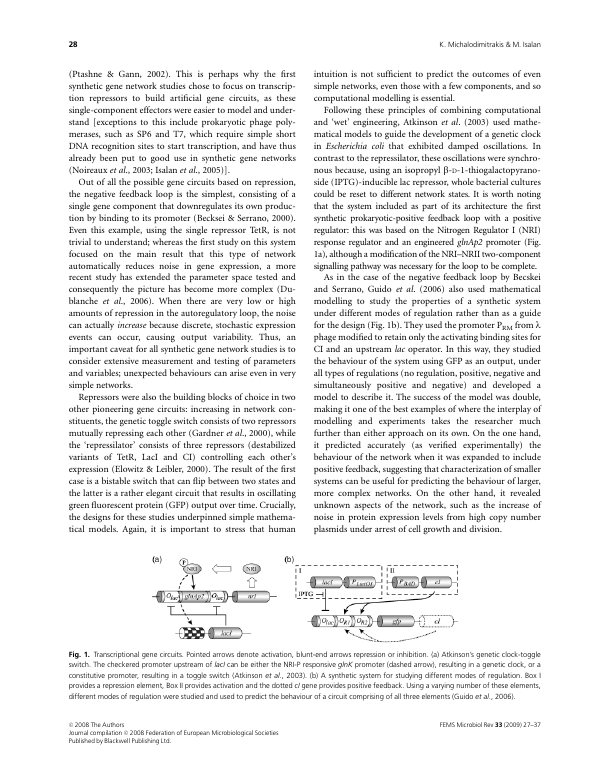 28
K. Michalodimitrakis & M. Isalan
(Ptashne & Gann, 2002). This is perhaps why the first
synthetic gene network studies chose to focus on transcrip-
tion repressors to build artificial gene circuits, as these
single-component effectors were easier to model and under-
stand [exceptions to this include prokaryotic phage poly-
merases, such as SP6 and T7, which require simple short
DNA recognition sites to start transcription, and have thus
already been put to good use in synthetic gene networks
(Noireaux et al., 2003; Isalan et al., 2005)].
Out of all the possible gene circuits based on repression,
the negative feedback loop is the simplest, consisting of a
single gene component that downregulates its own produc-
tion by binding to its promoter (Becksei & Serrano, 2000).
Even this example, using the single repressor TetR, is not
trivial to understand; whereas the first study on this system
focused on the main result that this type of network
automatically reduces noise in gene expression, a more
recent study has extended the parameter space tested and
consequently the picture has become more complex (Du-
blanche et al., 2006). When there are very low or high
amounts of repression in the autoregulatory loop, the noise
can actually increase because discrete, stochastic expression
events can occur, causing output variability. Thus, an
important caveat for all synthetic gene network studies is to
consider extensive measurement and testing of parameters
and variables; unexpected behaviours can arise even in very
simple networks.
Repressors were also the building blocks of choice in two
other pioneering gene circuits: increasing in network con-
stituents, the genetic toggle switch consists of two repressors
mutually repressing each other (Gardner et al., 2000), while
the 'repressilator' consists of three repressors (destabilized
variants of TetR, LacI and CI) controlling each other's
expression (Elowitz & Leibler, 2000). The result of the first
case is a bistable switch that can flip between two states and
the latter is a rather elegant circuit that results in oscillating
green fluorescent protein (GFP) output over time. Crucially,
the designs for these studies underpinned simple mathema-
tical models. Again, it is important to stress that human
intuition is not sufficient to predict the outcomes of even
simple networks, even those with a few components, and so
computational modelling is essential.
Following these principles of combining computational
and 'wet' engineering, Atkinson et al. (2003) used mathe-
matical models to guide the development of a genetic clock
in Escherichia coli that exhibited damped oscillations. In
contrast to the repressilator, these oscillations were synchro-
nous because, using an isopropyl β-D-1-thiogalactopyrano-
side (IPTG)-inducible lac repressor, whole bacterial cultures
could be reset to different network states. It is worth noting
that the system included as part of its architecture the first
synthetic prokaryotic-positive feedback loop with a positive
regulator: this was based on the Nitrogen Regulator I (NRI)
response regulator and an engineered glnAp2 promoter (Fig.
1a), although a modification of the NRI–NRII two-component
signalling pathway was necessary for the loop to be complete.
As in the case of the negative feedback loop by Becskei
and Serrano, Guido et al. (2006) also used mathematical
modelling to study the properties of a synthetic system
under different modes of regulation rather than as a guide
for the design (Fig. 1b). They used the promoter PRM from λ
phage modified to retain only the activating binding sites for
CI and an upstream lac operator. In this way, they studied
the behaviour of the system using GFP as an output, under
all types of regulations (no regulation, positive, negative and
simultaneously positive and negative) and developed a
model to describe it. The success of the model was double,
making it one of the best examples of where the interplay of
modelling and experiments takes the researcher much
further than either approach on its own. On the one hand,
it predicted accurately (as verified experimentally) the
behaviour of the network when it was expanded to include
positive feedback, suggesting that characterization of smaller
systems can be useful for predicting the behaviour of larger,
more complex networks. On the other hand, it revealed
unknown aspects of the network, such as the increase of
noise in protein expression levels from high copy number
plasmids under arrest of cell growth and division.
(a)
P
NRI
NRI
Olac
glnAp2
Olac
nrI
lacI
(b)
I
II
lacI
PLtetO1
PBAD
cI
IPTG
Olac
OR1
OR2
gfp
cI
Fig. 1. Transcriptional gene circuits. Pointed arrows denote activation, blunt-end arrows repression or inhibition. (a) Atkinson's genetic clock-toggle
switch. The checkered promoter upstream of lacI can be either the NRI-P responsive glnK promoter (dashed arrow), resulting in a genetic clock, or a
constitutive promoter, resulting in a toggle switch (Atkinson et al., 2003). (b) A synthetic system for studying different modes of regulation. Box I
provides a repression element, Box II provides activation and the dotted cI gene provides positive feedback. Using a varying number of these elements,
different modes of regulation were studied and used to predict the behaviour of a circuit comprising of all three elements (Guido et al., 2006).
© 2008 The Authors
Journal compilation © 2008 Federation of European Microbiological Societies
Published by Blackwell Publishing Ltd.
FEMS Microbiol Rev 33 (2009) 27–37